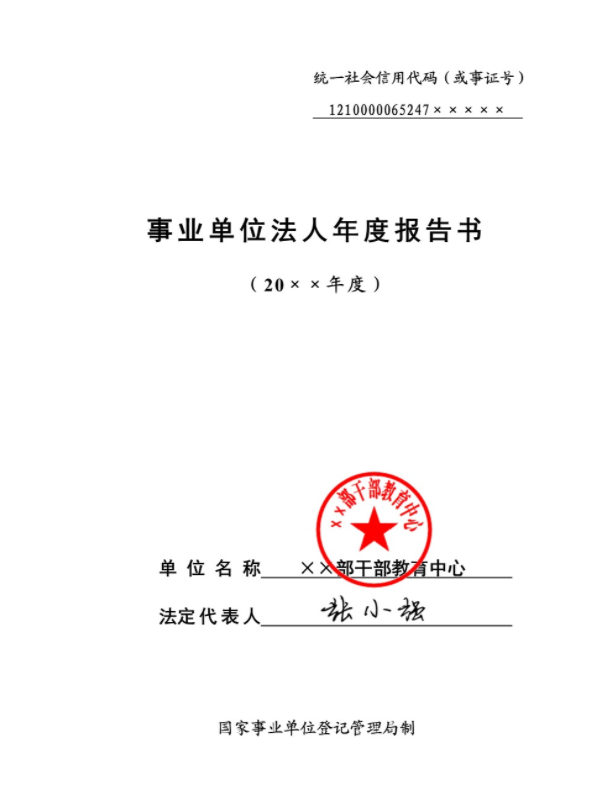 统一社会信用代码（或事证号）
1210000065247×××××
事业单位法人年度报告书
（20××年度）
××部干部教育中心
单位名称 ××部干部教育中心
法定代表人 张小强
国家事业单位登记管理局制